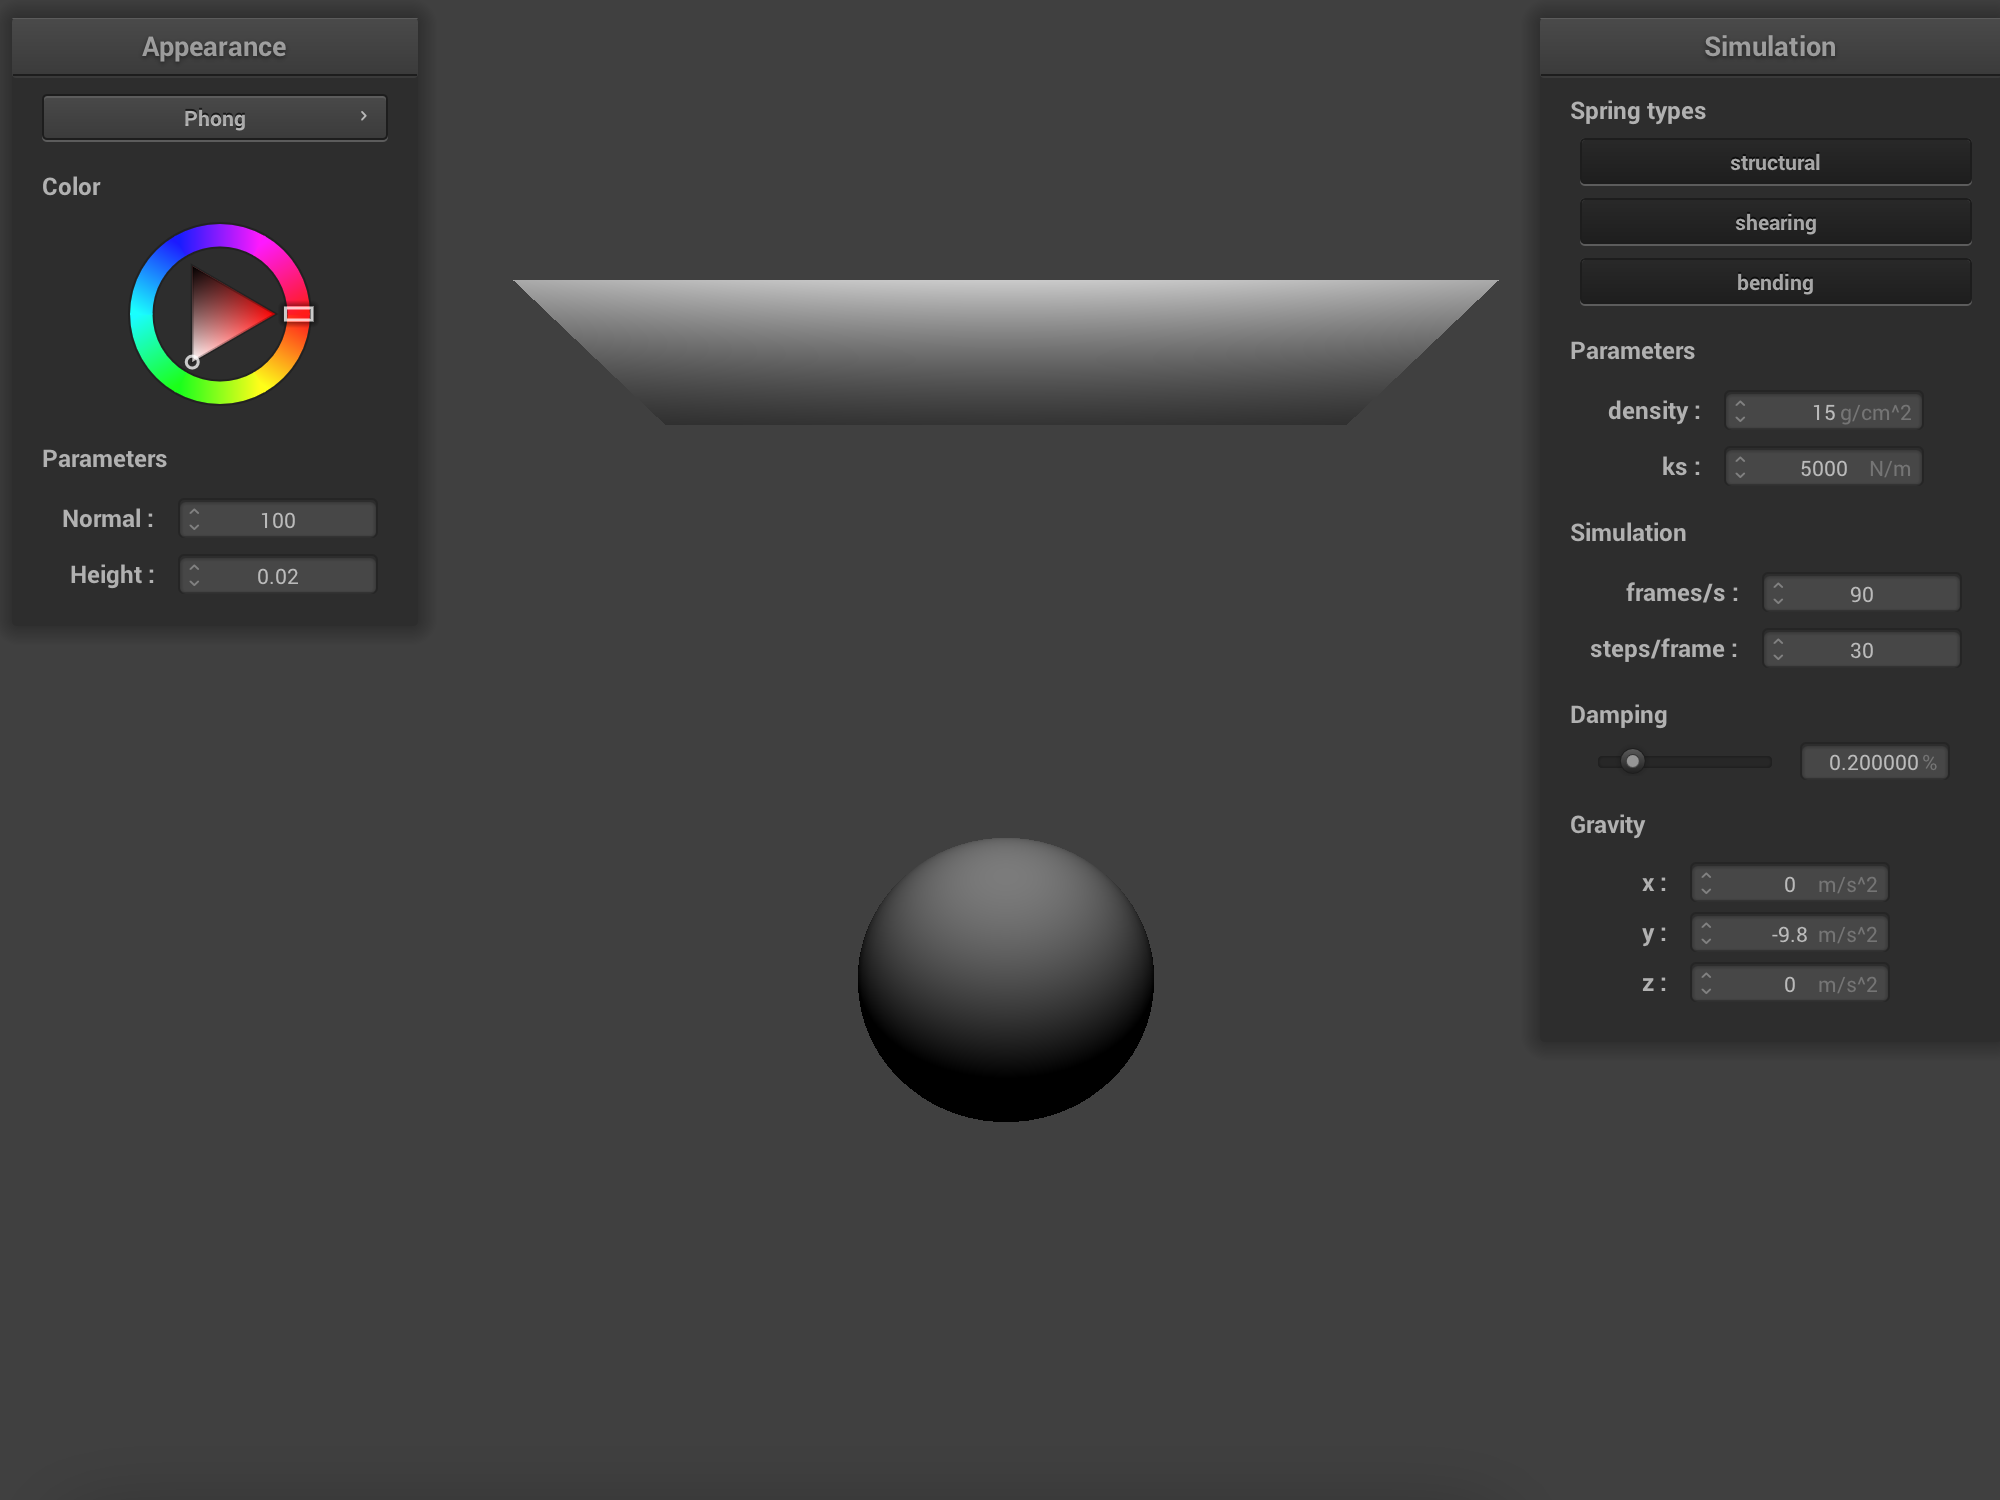 Appearance
Phong
Color
Parameters
Normal : 100
Height : 0.02
Simulation
Spring types
structural
shearing
bending
Parameters
density : 15 g/cm^2
ks : 5000 N/m
Simulation
frames/s : 90
steps/frame : 30
Damping
0.200000 %
Gravity
x : 0 m/s^2
y : -9.8 m/s^2
z : 0 m/s^2